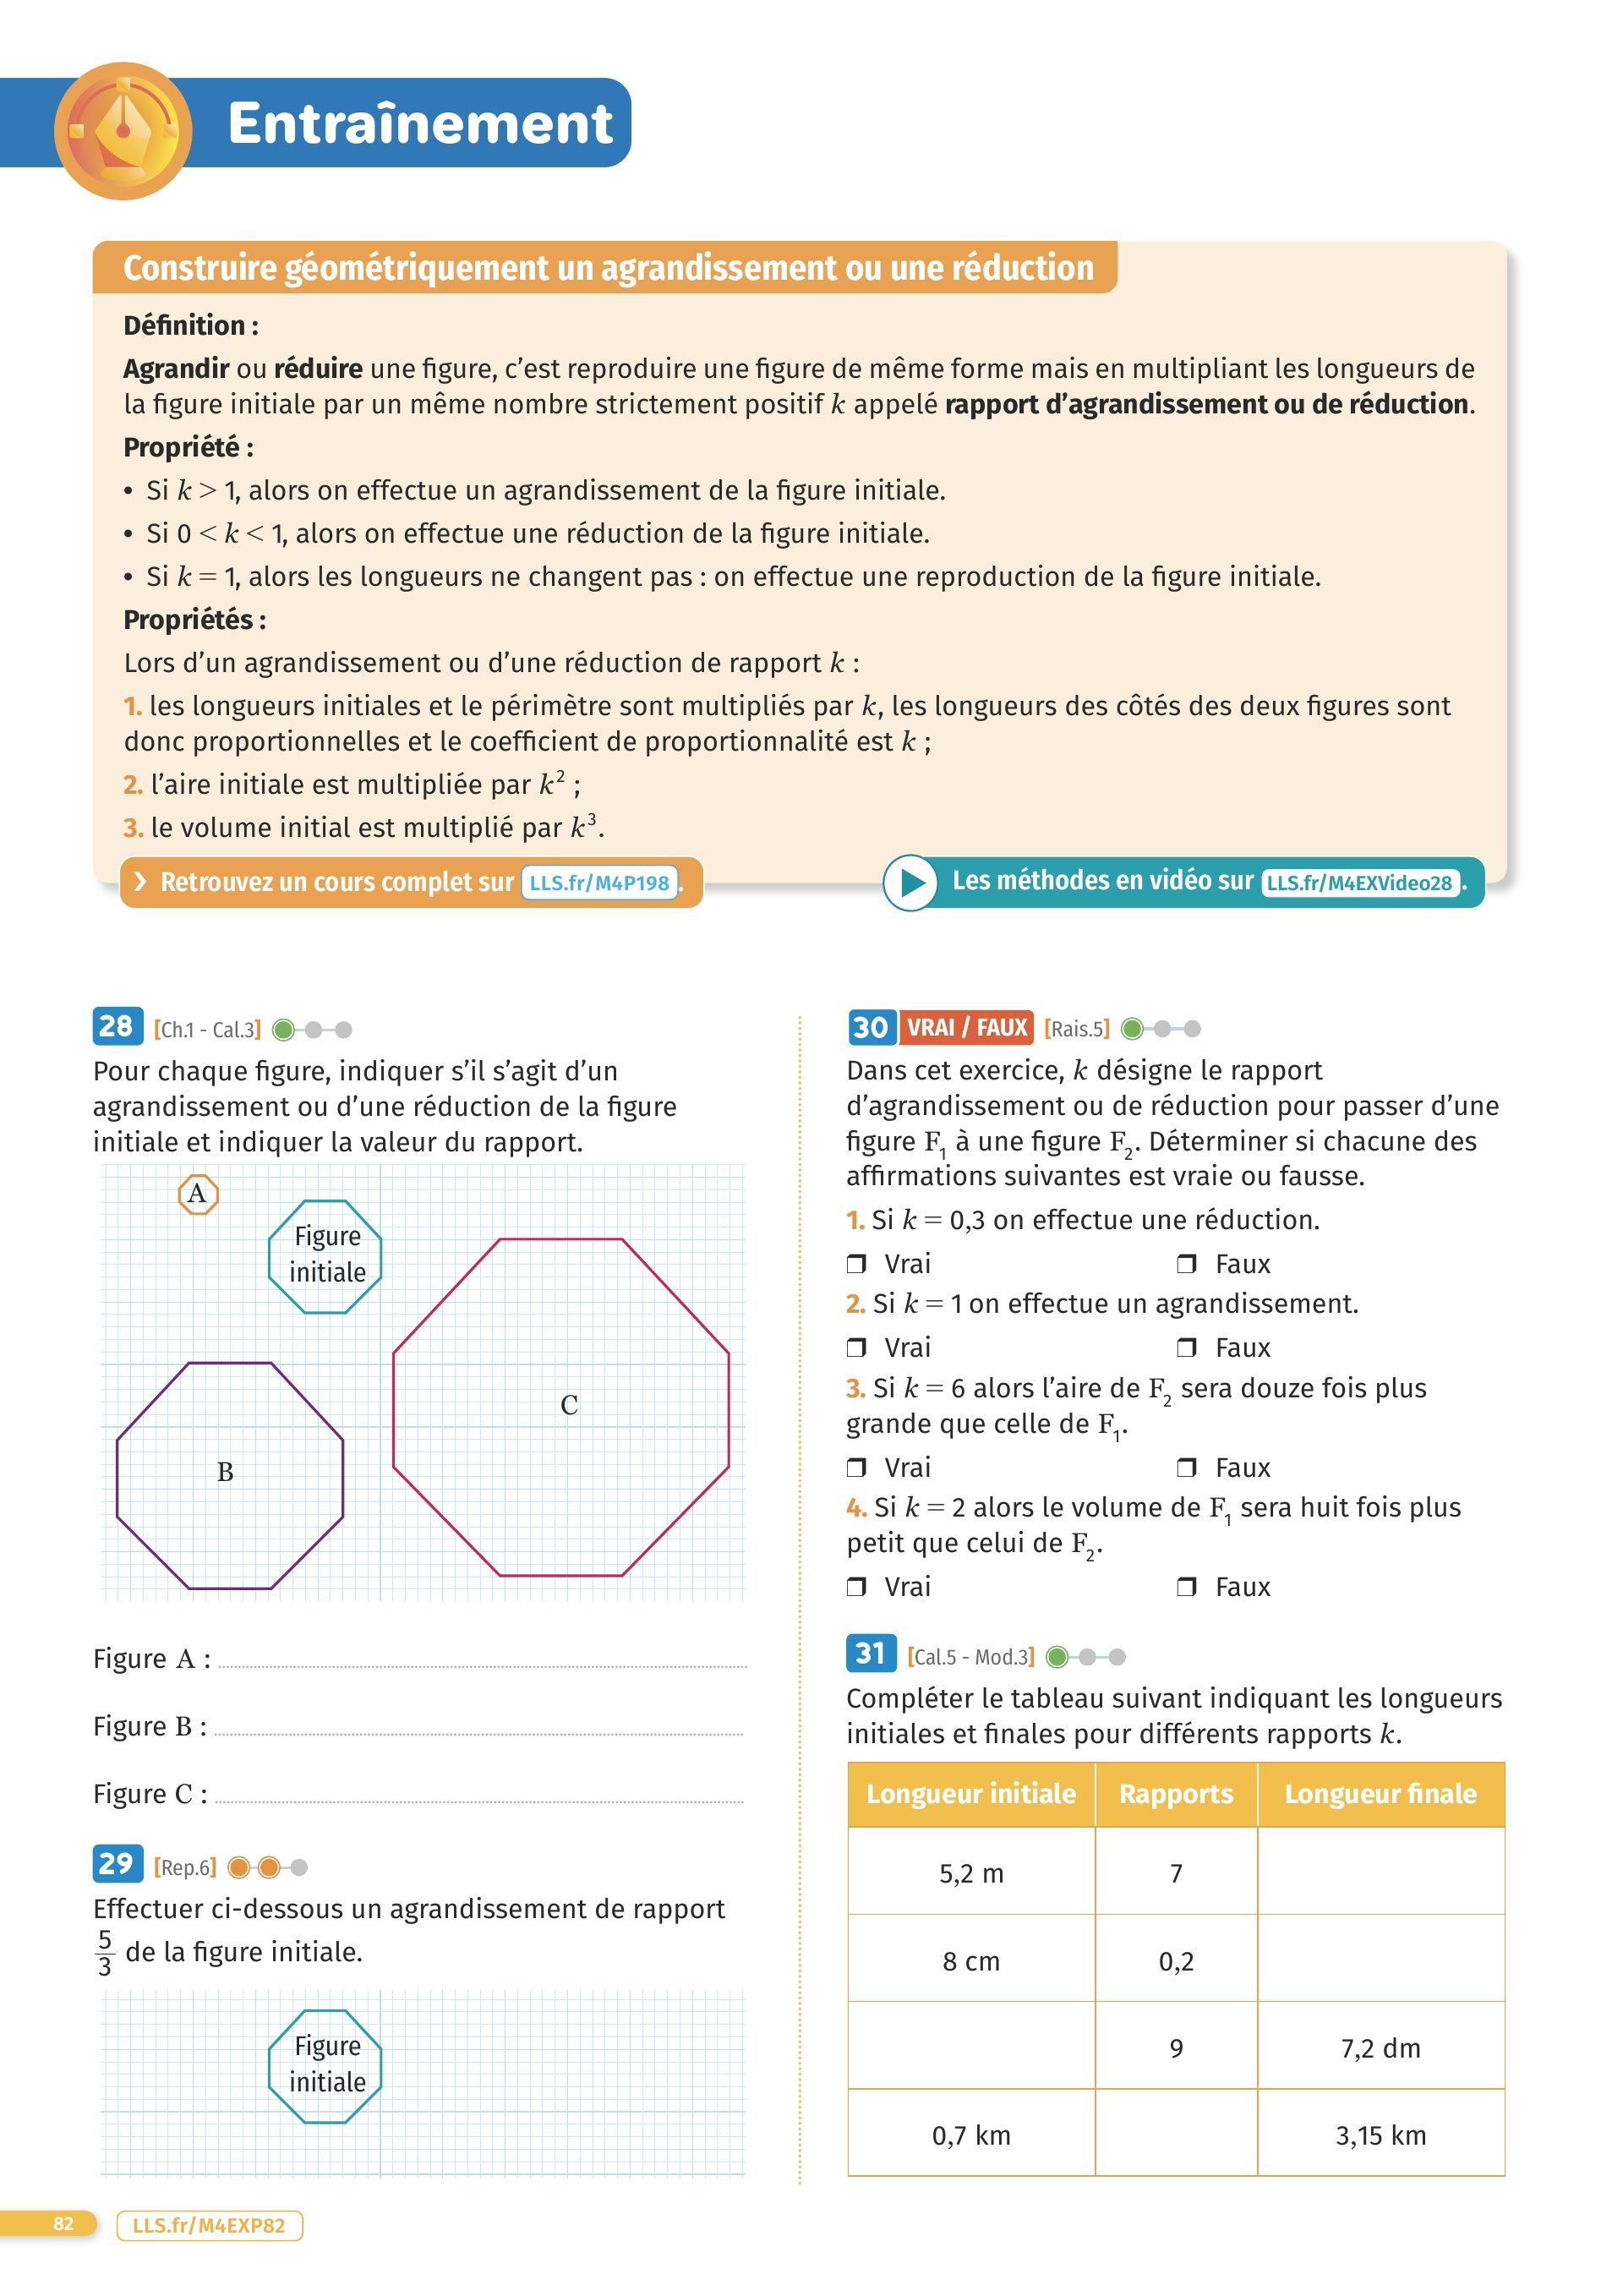 Entraînement
Construire géométriquement un agrandissement ou une réduction
Définition :
Agrandir ou réduire une figure, c’est reproduire une figure de même forme mais en multipliant les longueurs de
la figure initiale par un même nombre strictement positif k appelé rapport d’agrandissement ou de réduction.
Propriété :
• Si k > 1, alors on effectue un agrandissement de la figure initiale.
• Si 0 < k < 1, alors on effectue une réduction de la figure initiale.
• Si k = 1, alors les longueurs ne changent pas : on effectue une reproduction de la figure initiale.
Propriétés :
Lors d’un agrandissement ou d’une réduction de rapport k :
1. les longueurs initiales et le périmètre sont multipliés par k, les longueurs des côtés des deux figures sont
donc proportionnelles et le coefficient de proportionnalité est k ;
2. l’aire initiale est multipliée par k² ;
3. le volume initial est multiplié par k³.
❯ Retrouvez un cours complet sur LLS.fr/M4P198 .
Les méthodes en vidéo sur LLS.fr/M4EXVideo28 .
28 [Ch.1 - Cal.3]
Pour chaque figure, indiquer s’il s’agit d’un
agrandissement ou d’une réduction de la figure
initiale et indiquer la valeur du rapport.
A
Figure
initiale
C
B
Figure A : ........................................
Figure B : ........................................
Figure C : ........................................
29 [Rep.6]
Effectuer ci-dessous un agrandissement de rapport
5/3 de la figure initiale.
Figure
initiale
30 VRAI / FAUX [Rais.5]
Dans cet exercice, k désigne le rapport
d’agrandissement ou de réduction pour passer d’une
figure F₁ à une figure F₂. Déterminer si chacune des
affirmations suivantes est vraie ou fausse.
1. Si k = 0,3 on effectue une réduction.
❒ Vrai ❒ Faux
2. Si k = 1 on effectue un agrandissement.
❒ Vrai ❒ Faux
3. Si k = 6 alors l’aire de F₂ sera douze fois plus
grande que celle de F₁.
❒ Vrai ❒ Faux
4. Si k = 2 alors le volume de F₁ sera huit fois plus
petit que celui de F₂.
❒ Vrai ❒ Faux
31 [Cal.5 - Mod.3]
Compléter le tableau suivant indiquant les longueurs
initiales et finales pour différents rapports k.
Longueur initiale Rapports Longueur finale
5,2 m 7
8 cm 0,2
9 7,2 dm
0,7 km 3,15 km
82 LLS.fr/M4EXP82